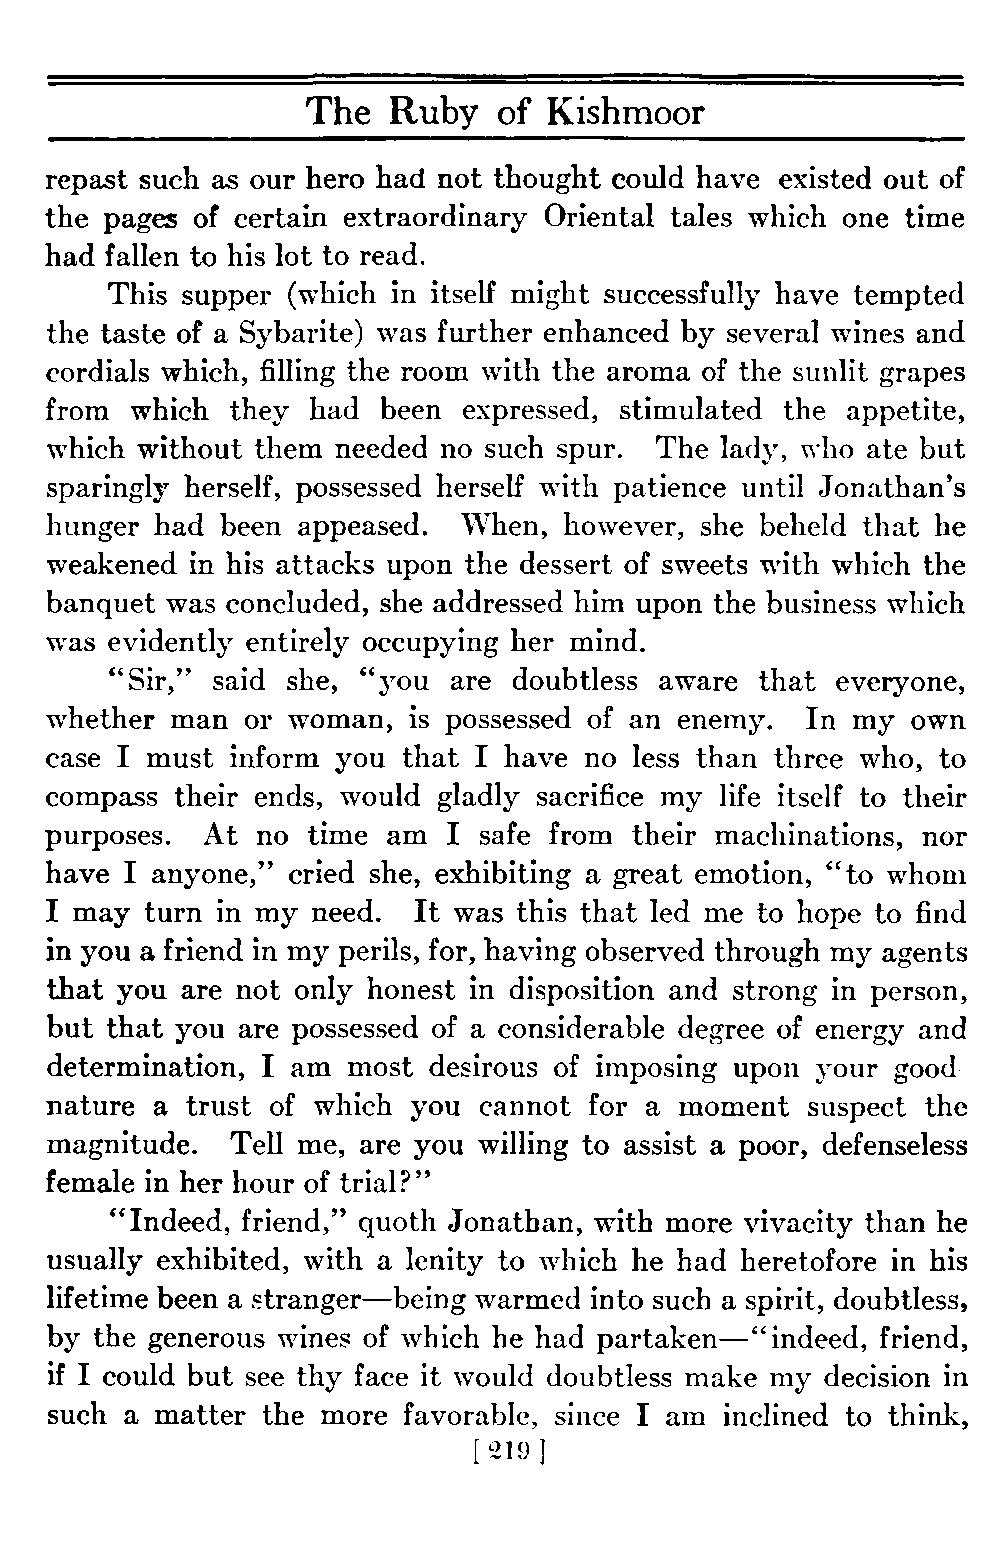 The Ruby of Kishmoor
repast such as our hero had not thought could have existed out of
the pages of certain extraordinary Oriental tales which one time
had fallen to his lot to read.
This supper (which in itself might successfully have tempted
the taste of a Sybarite) was further enhanced by several wines and
cordials which, filling the room with the aroma of the sunlit grapes
from which they had been expressed, stimulated the appetite,
which without them needed no such spur. The lady, who ate but
sparingly herself, possessed herself with patience until Jonathan's
hunger had been appeased. When, however, she beheld that he
weakened in his attacks upon the dessert of sweets with which the
banquet was concluded, she addressed him upon the business which
was evidently entirely occupying her mind.
“Sir,” said she, “you are doubtless aware that everyone,
whether man or woman, is possessed of an enemy. In my own
case I must inform you that I have no less than three who, to
compass their ends, would gladly sacrifice my life itself to their
purposes. At no time am I safe from their machinations, nor
have I anyone,” cried she, exhibiting a great emotion, “to whom
I may turn in my need. It was this that led me to hope to find
in you a friend in my perils, for, having observed through my agents
that you are not only honest in disposition and strong in person,
but that you are possessed of a considerable degree of energy and
determination, I am most desirous of imposing upon your good
nature a trust of which you cannot for a moment suspect the
magnitude. Tell me, are you willing to assist a poor, defenseless
female in her hour of trial?”
“Indeed, friend,” quoth Jonathan, with more vivacity than he
usually exhibited, with a lenity to which he had heretofore in his
lifetime been a stranger—being warmed into such a spirit, doubtless,
by the generous wines of which he had partaken—“indeed, friend,
if I could but see thy face it would doubtless make my decision in
such a matter the more favorable, since I am inclined to think,
[ 219 ]